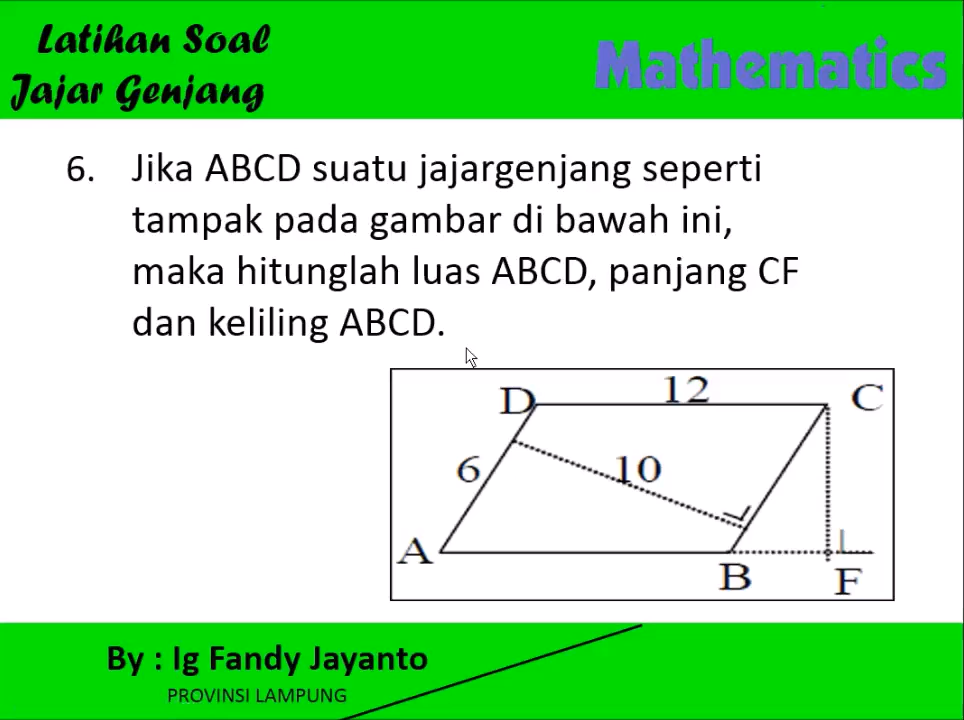 Latihan Soal
Jajar Genjang
Mathematics
6. Jika ABCD suatu jajargenjang seperti
tampak pada gambar di bawah ini,
maka hitunglah luas ABCD, panjang CF
dan keliling ABCD.
D 12 C
6 10
A B F
By : Ig Fandy Jayanto
PROVINSI LAMPUNG